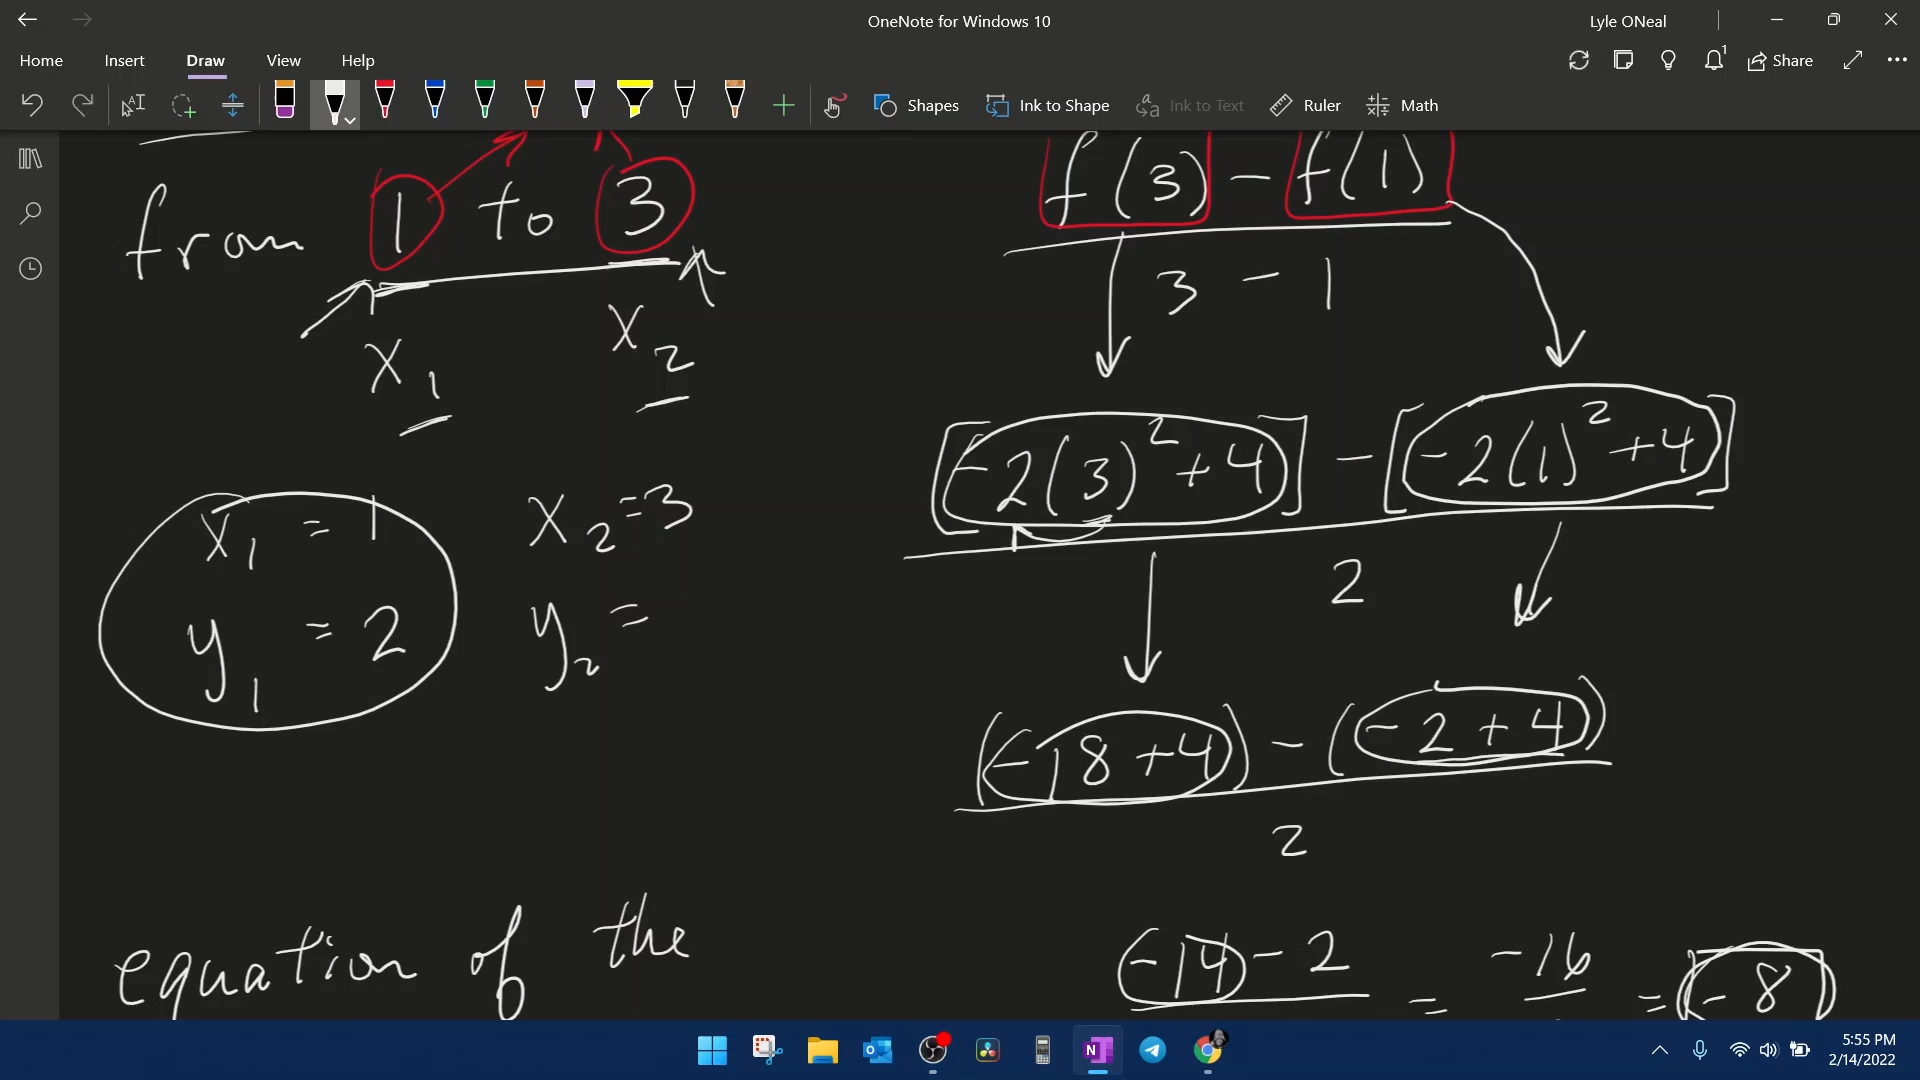 OneNote for Windows 10
Lyle ONeal
Home Insert Draw View Help
1
Share
Shapes Ink to Shape Ink to Text Ruler Math
from 1 to 3
x₁ x₂
x₁ = 1 x₂ = 3
y₁ = 2 y₂ =
equation of the
f(3) - f(1)
3 - 1
[-2(3)² + 4] - [-2(1)² + 4]
2
(-18 + 4) - (-2 + 4)
2
(-14) - 2 = -16 = -8
5:55 PM
2/14/2022